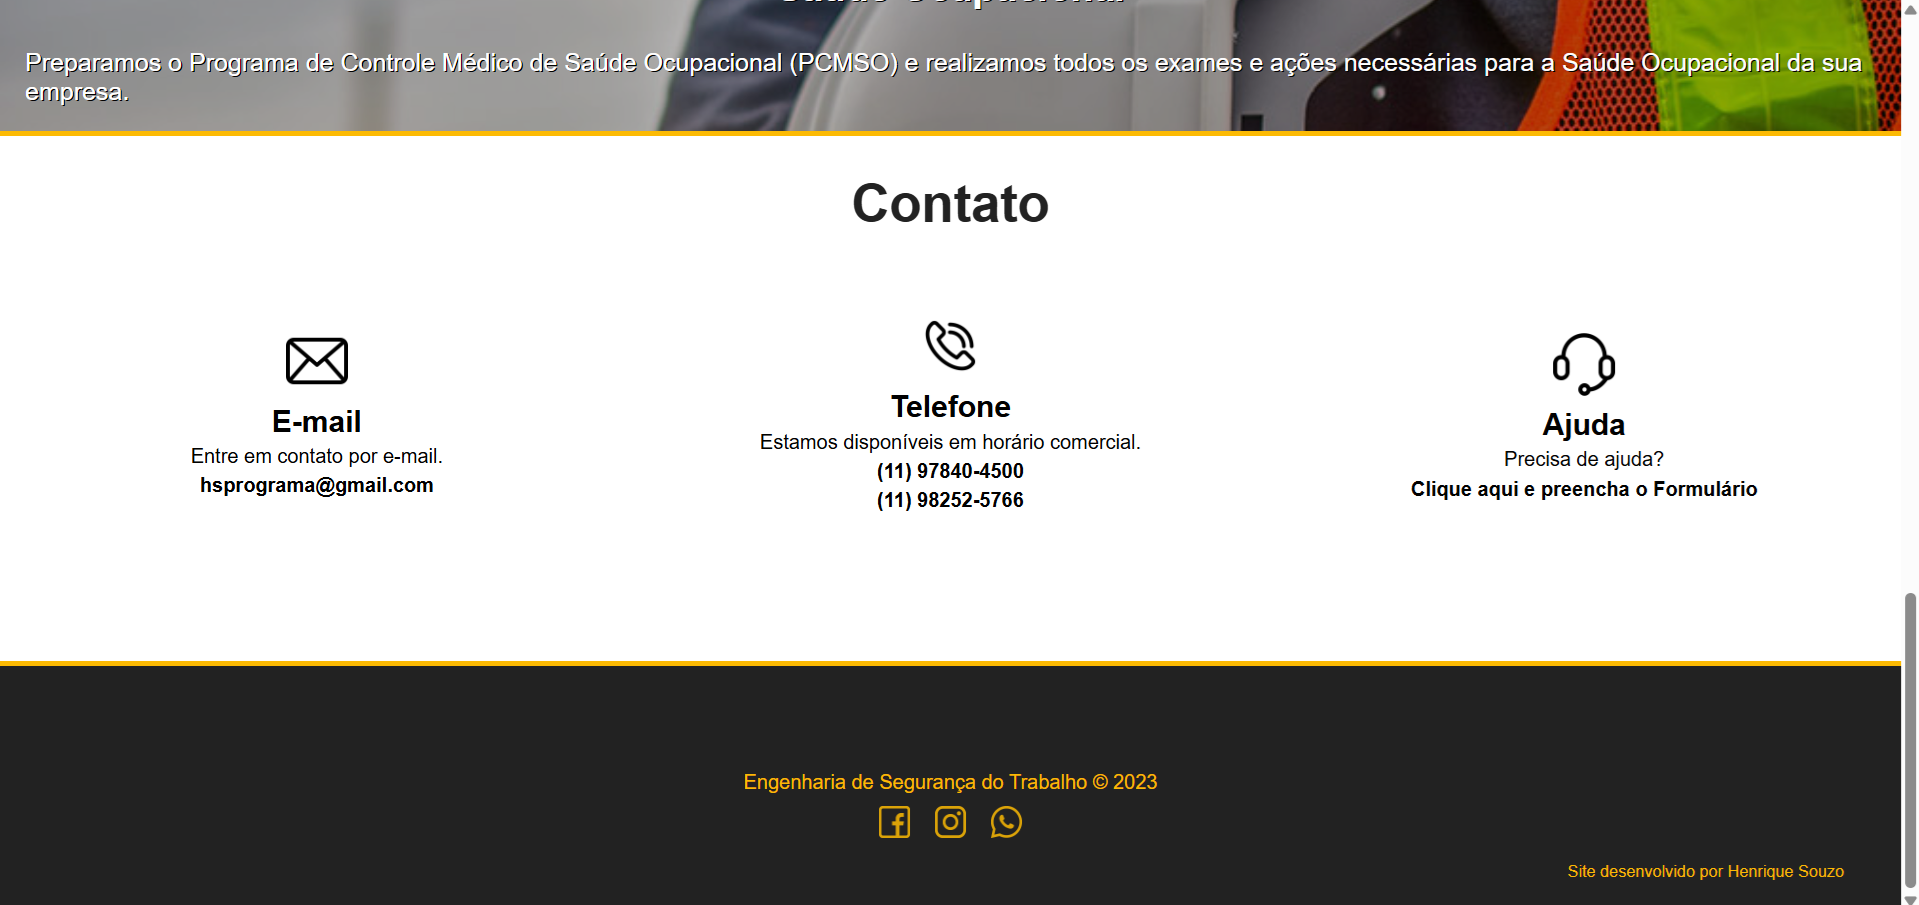 Preparamos o Programa de Controle Médico de Saúde Ocupacional (PCMSO) e realizamos todos os exames e ações necessárias para a Saúde Ocupacional da sua
empresa.
Contato
E-mail
Entre em contato por e-mail.
hsprograma@gmail.com
Telefone
Estamos disponíveis em horário comercial.
(11) 97840-4500
(11) 98252-5766
Ajuda
Precisa de ajuda?
Clique aqui e preencha o Formulário
Engenharia de Segurança do Trabalho © 2023
Site desenvolvido por Henrique Souzo